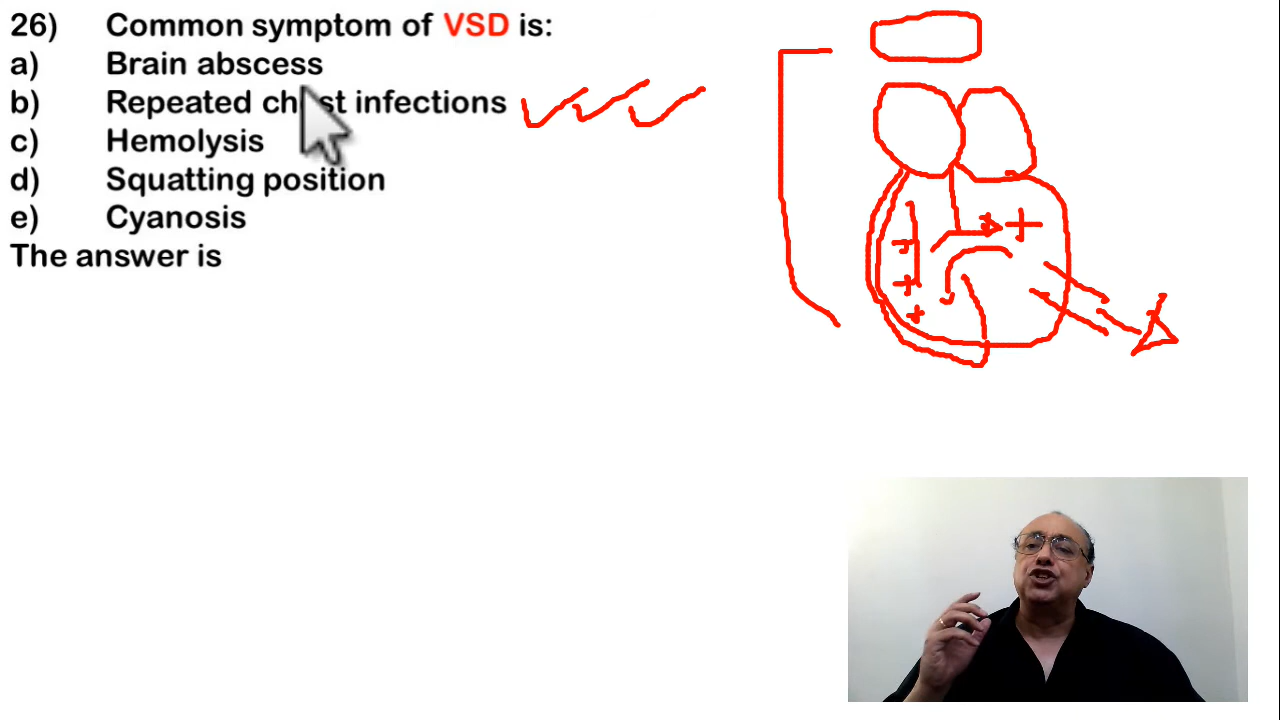 26) Common symptom of VSD is:
a) Brain abscess
b) Repeated chest infections
c) Hemolysis
d) Squatting position
e) Cyanosis
The answer is